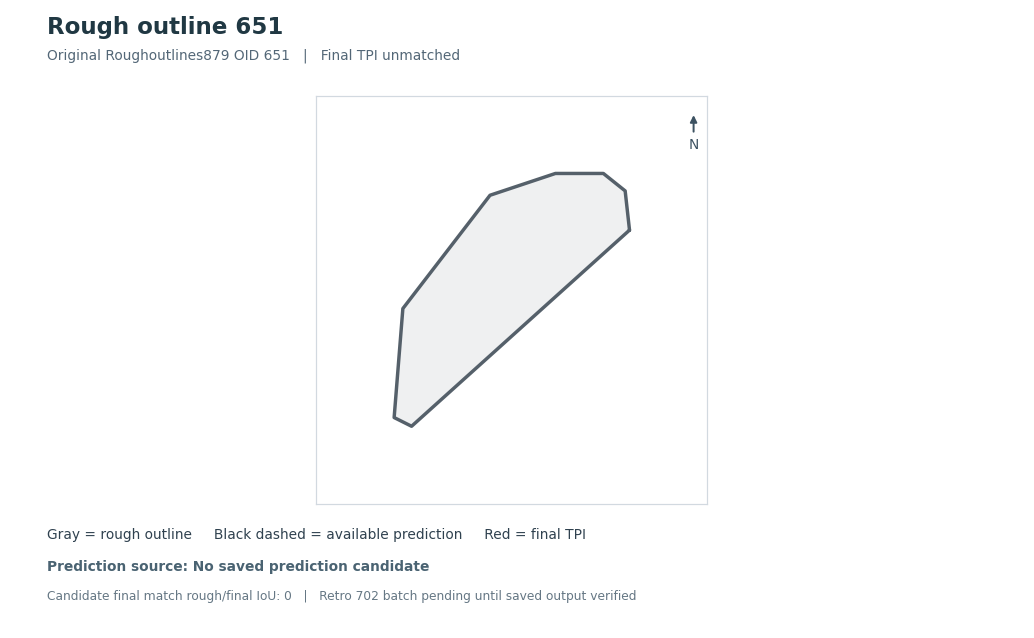 Rough outline 651
Original Roughoutlines879 OID 651   |   Final TPI unmatched
N
Gray = rough outline     Black dashed = available prediction     Red = final TPI
Prediction source: No saved prediction candidate
Candidate final match rough/final IoU: 0   |   Retro 702 batch pending until saved output verified